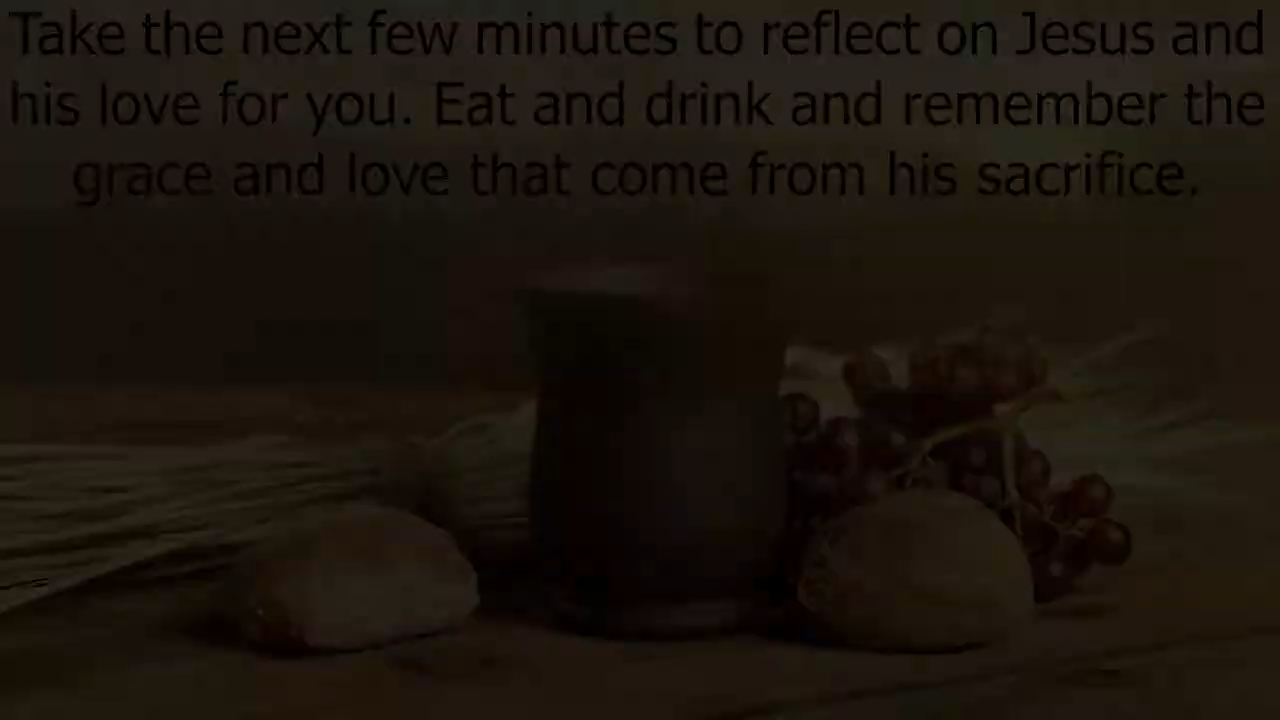 Take the next few minutes to reflect on Jesus and
his love for you. Eat and drink and remember the
grace and love that come from his sacrifice.